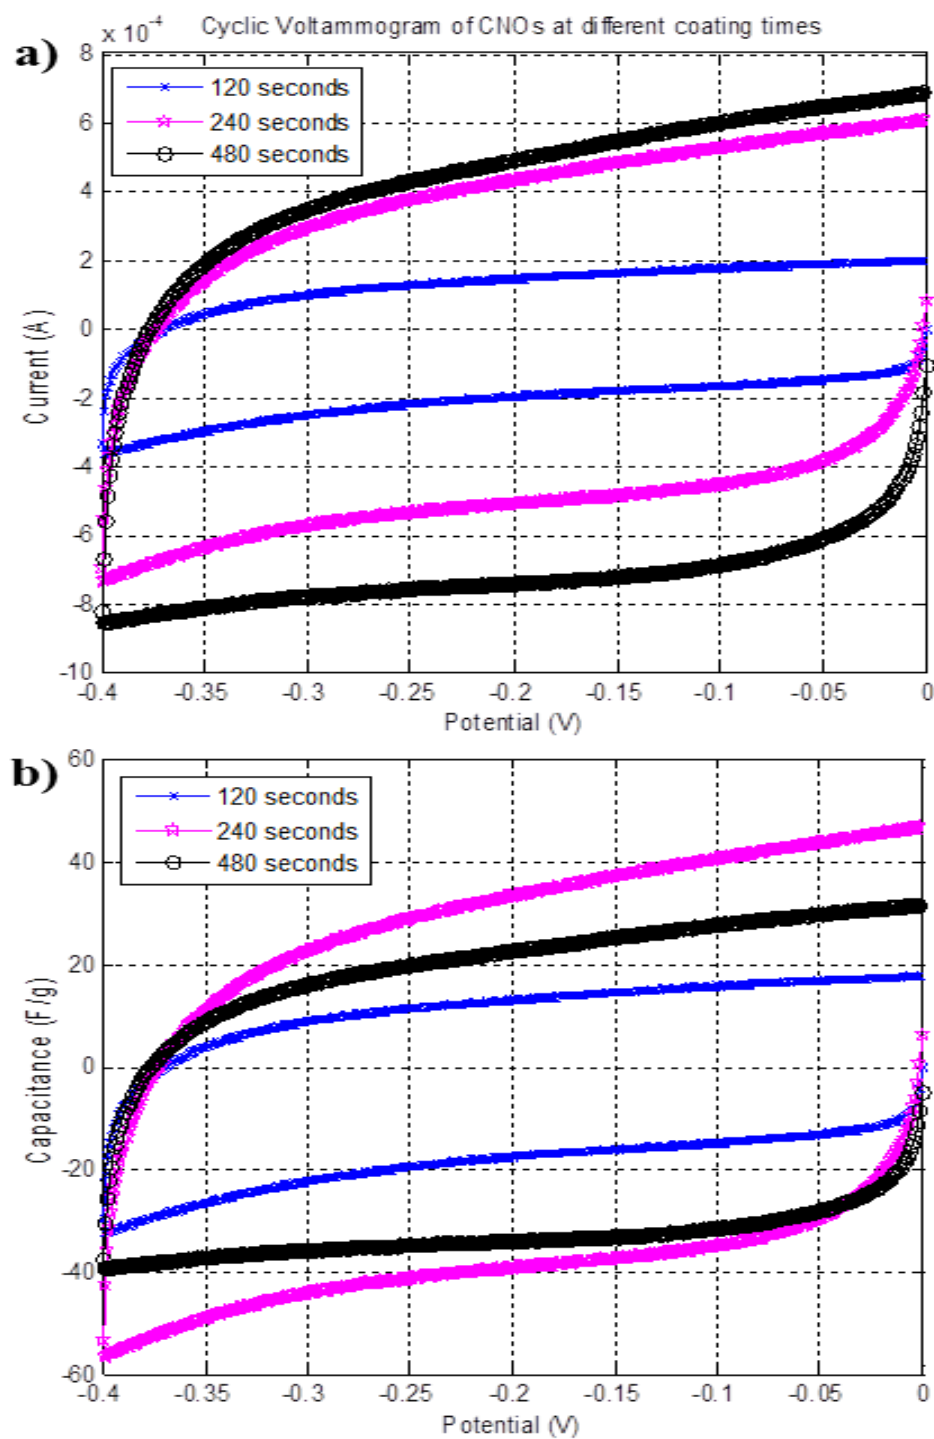 a)
x 10⁻⁴
Cyclic Voltammogram of CNOs at different coating times
120 seconds
240 seconds
480 seconds
8
6
4
2
0
-2
-4
-6
-8
-10
Current (A)
-0.4 -0.35 -0.3 -0.25 -0.2 -0.15 -0.1 -0.05 0
Potential (V)
b)
120 seconds
240 seconds
480 seconds
60
40
20
0
-20
-40
-60
Capacitance (F/g)
-0.4 -0.35 -0.3 -0.25 -0.2 -0.15 -0.1 -0.05 0
Potential (V)